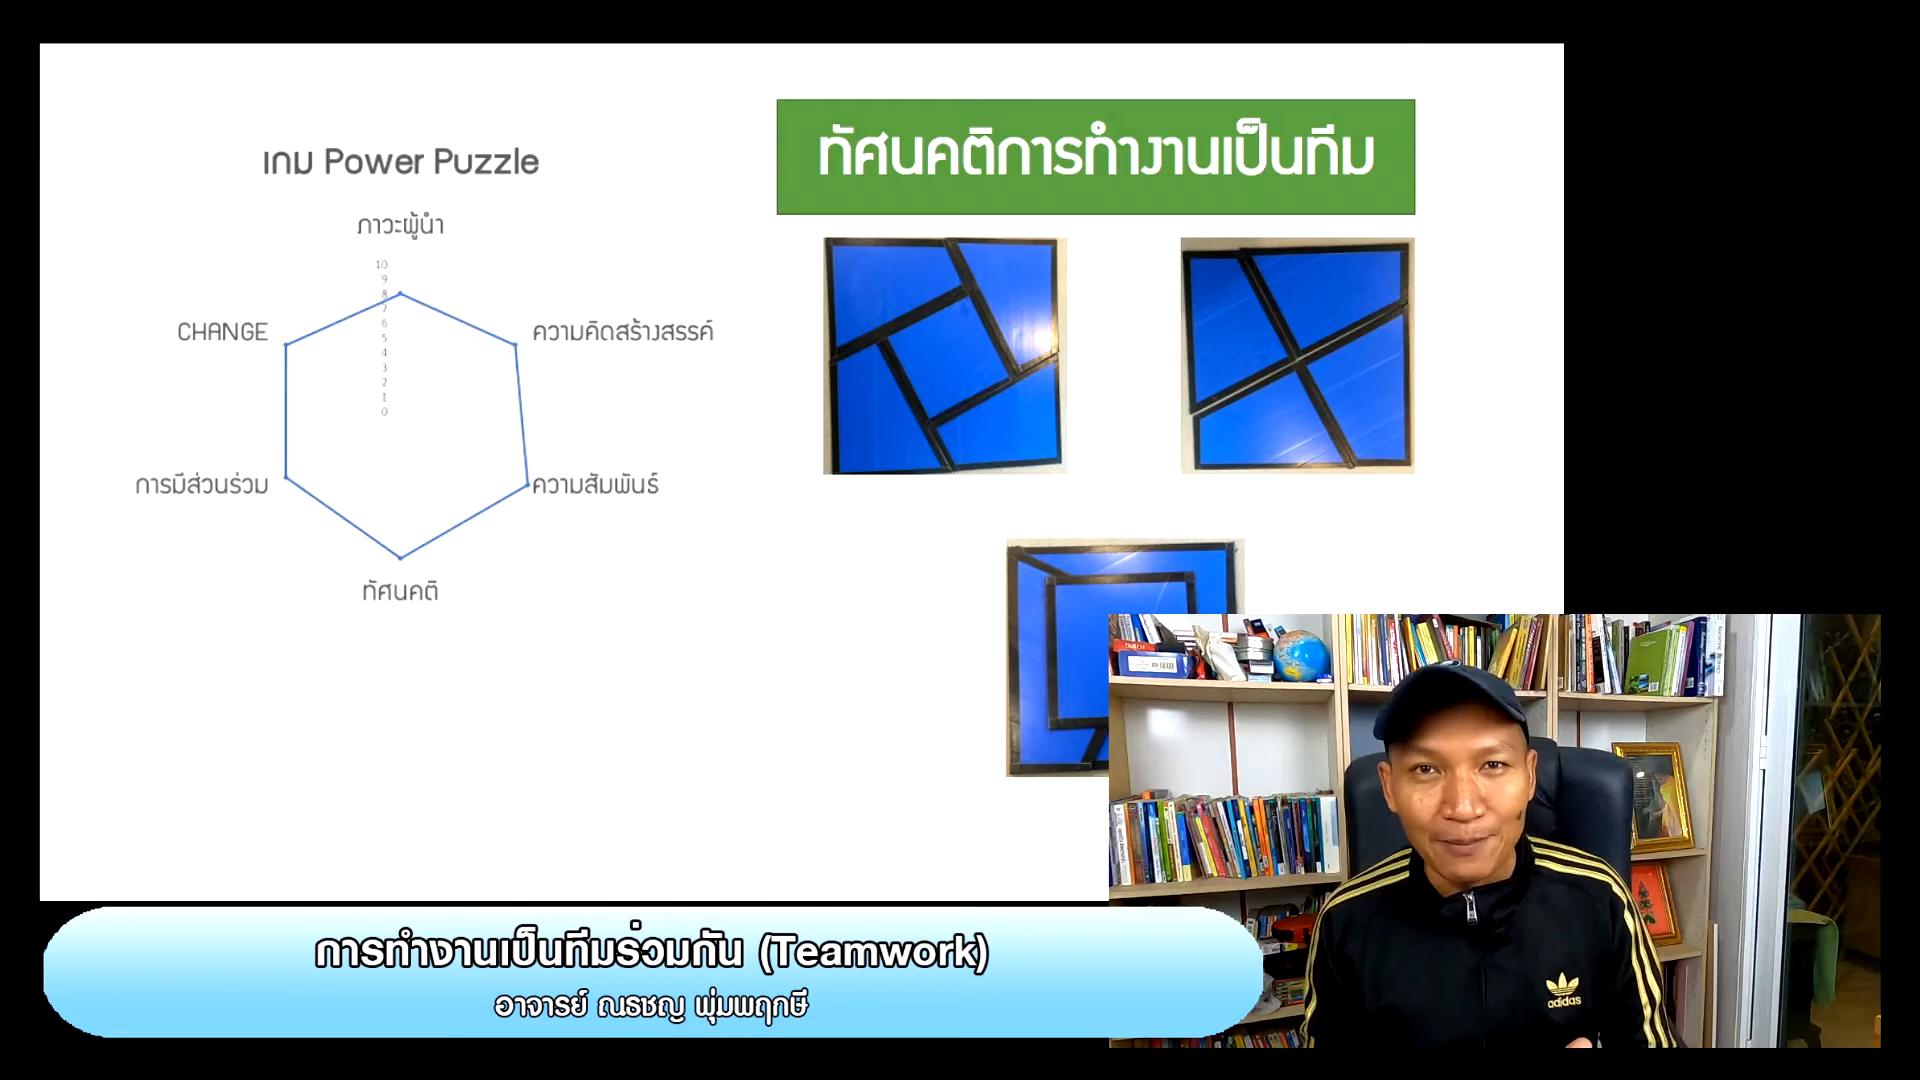 ทัศนคติการทำงานเป็นทีม
เกม Power Puzzle
ภาวะผู้นำ
10
9
8
7
6
5
4
3
2
1
0
CHANGE
ความคิดสร้างสรรค์
การมีส่วนร่วม
ความสัมพันธ์
ทัศนคติ
adidas
การทำงานเป็นทีมร่วมกัน (Teamwork)
อาจารย์ ณธชญ พุ่มพฤกษี